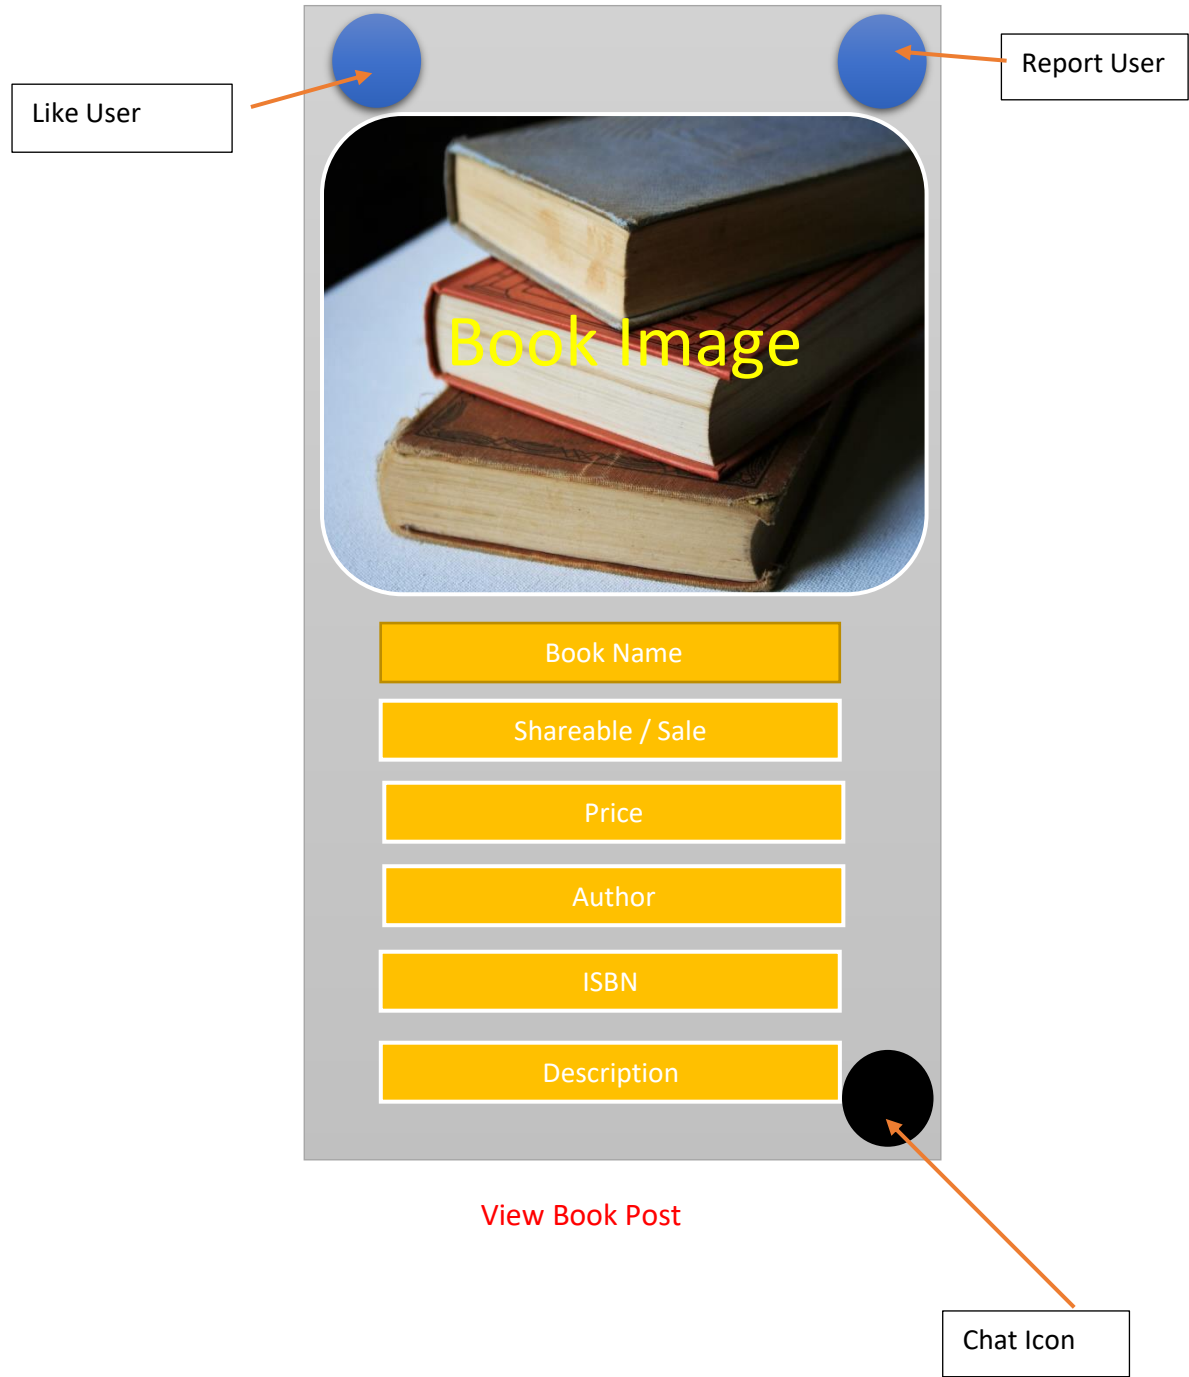 Report User
Like User
Book Image
Book Name
Shareable / Sale
Price
Author
ISBN
Description
View Book Post
Chat Icon